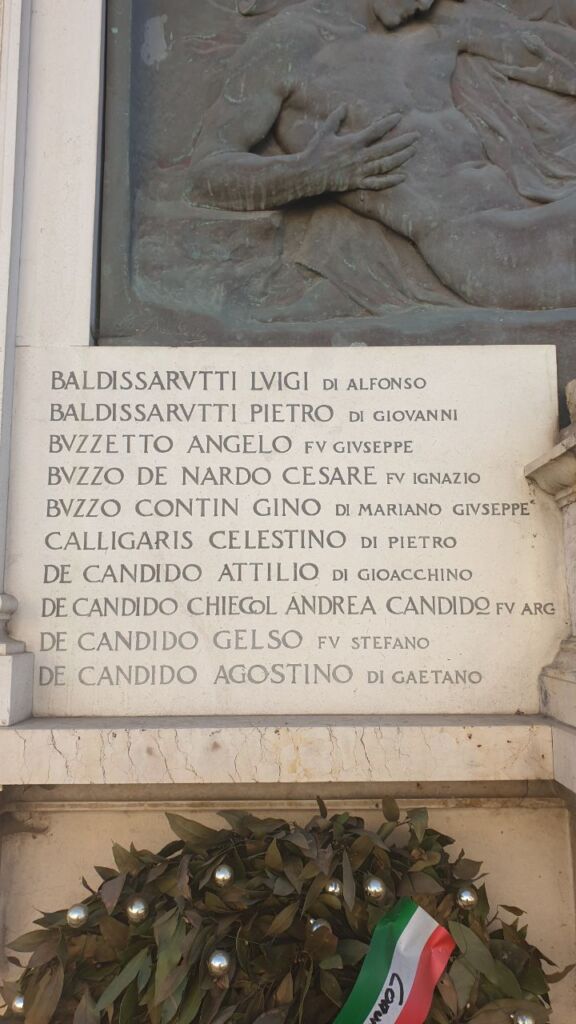 BALDISSARVTTI LVIGI DI ALFONSO
BALDISSARVTTI PIETRO DI GIOVANNI
BVZZETTO ANGELO FV GIVSEPPE
BVZZO DE NARDO CESARE FV IGNAZIO
BVZZO CONTIN GINO DI MARIANO GIVSEPPE
CALLIGARIS CELESTINO DI PIETRO
DE CANDIDO ATTILIO DI GIOACCHINO
DE CANDIDO CHIECOL ANDREA CANDIDO FV ARG
DE CANDIDO GELSO FV STEFANO
DE CANDIDO AGOSTINO DI GAETANO